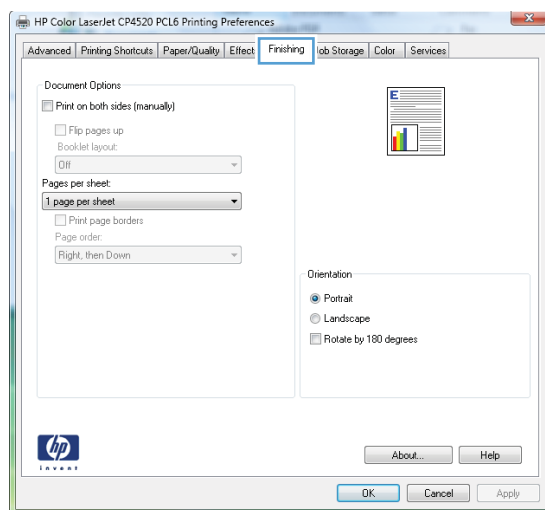 HP Color LaserJet CP4520 PCL6 Printing Preferences
Advanced Printing Shortcuts Paper/Quality Effect Finishing ob Storage Color Services
Document Options
Print on both sides (manually)
Flip pages up
Booklet layout:
Off
Pages per sheet:
1 page per sheet
Print page borders
Page order:
Right, then Down
E
Orientation
Portrait
Landscape
Rotate by 180 degrees
hp
invent
About... Help
OK Cancel Apply